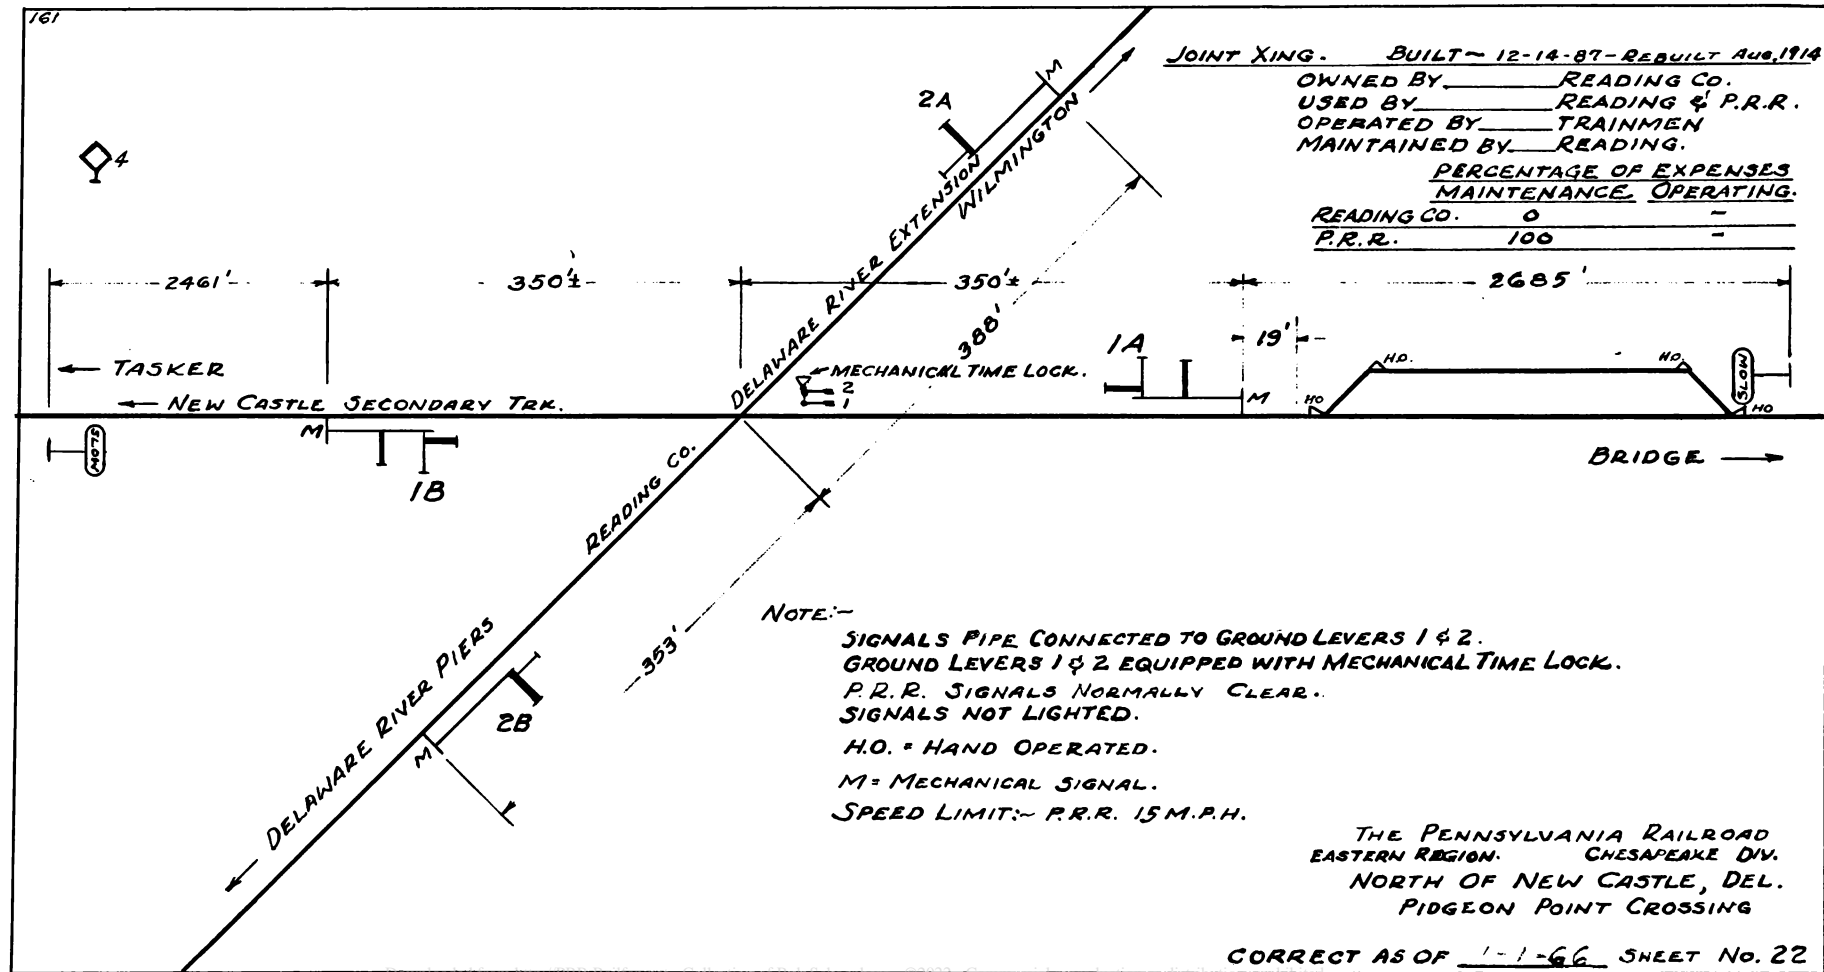 161
JOINT XING. BUILT~ 12-14-87-REBUILT AUG, 1914
OWNED BY READING CO.
USED BY READING & P.R.R.
OPERATED BY TRAINMEN
MAINTAINED BY READING.
PERCENTAGE OF EXPENSES
MAINTENANCE OPERATING.
READING CO. 0 -
P.R.R. 100 -
4
2A
M
DELAWARE RIVER EXTENSION
WILMINGTON
2461' 350'± 350'± 2685'
388'
19'
1A
M
H.O. H.O.
HO HO
SLOW
TASKER
NEW CASTLE SECONDARY TRK.
MECHANICAL TIME LOCK.
2
1
M
SLOW
1B
BRIDGE
READING CO.
353'
DELAWARE RIVER PIERS
2B
M
NOTE:~
SIGNALS PIPE CONNECTED TO GROUND LEVERS 1 & 2.
GROUND LEVERS 1 & 2 EQUIPPED WITH MECHANICAL TIME LOCK.
P.R.R. SIGNALS NORMALLY CLEAR.
SIGNALS NOT LIGHTED.
H.O. = HAND OPERATED.
M = MECHANICAL SIGNAL.
SPEED LIMIT:~ P.R.R. 15 M.P.H.
THE PENNSYLVANIA RAILROAD
EASTERN REGION. CHESAPEAKE DIV.
NORTH OF NEW CASTLE, DEL.
PIDGEON POINT CROSSING
CORRECT AS OF 1-1-66 SHEET NO. 22